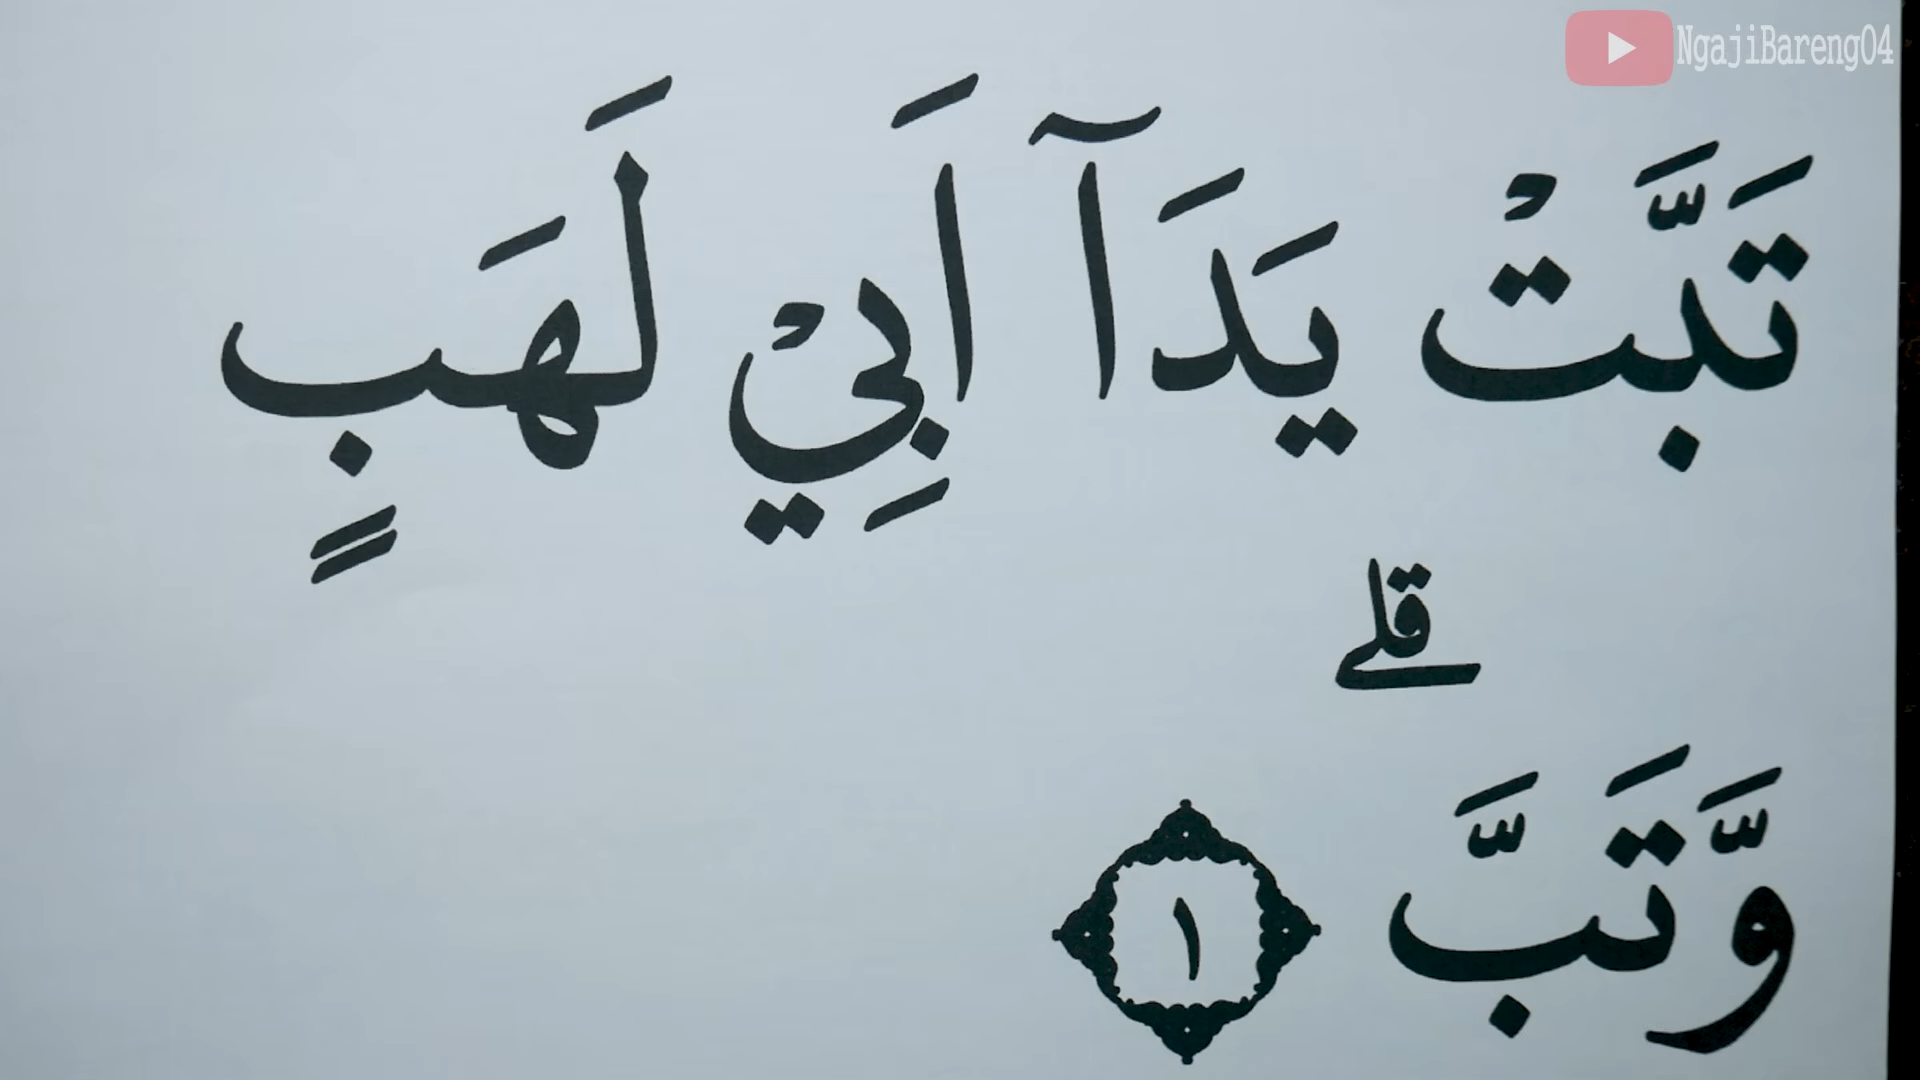 NgajiBareng04
تَبَّتْ يَدَآ اَبِيْ لَهَبٍ
قلے
وَّتَبَّ ١